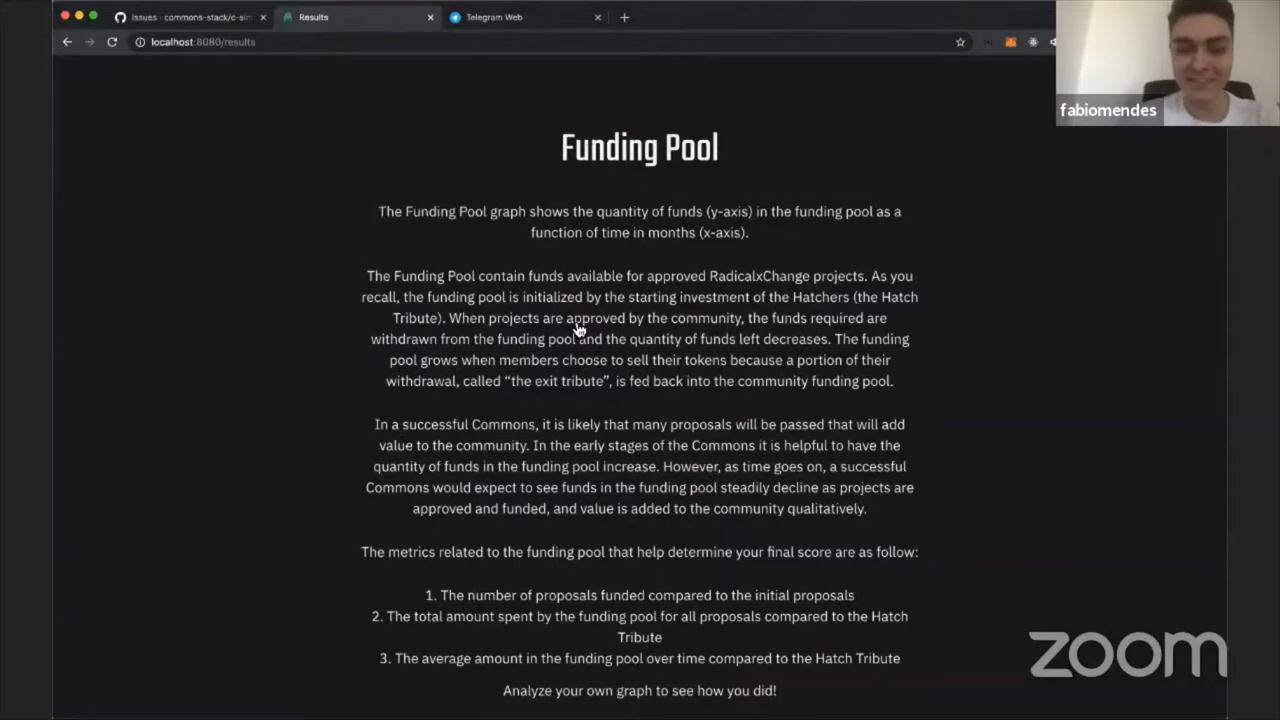 Issues · commons-stack/c-sim
Results
Telegram Web
localhost:8080/results
fabiomendes
Funding Pool
The Funding Pool graph shows the quantity of funds (y-axis) in the funding pool as a
function of time in months (x-axis).
The Funding Pool contain funds available for approved RadicalxChange projects. As you
recall, the funding pool is initialized by the starting investment of the Hatchers (the Hatch
Tribute). When projects are approved by the community, the funds required are
withdrawn from the funding pool and the quantity of funds left decreases. The funding
pool grows when members choose to sell their tokens because a portion of their
withdrawal, called “the exit tribute”, is fed back into the community funding pool.
In a successful Commons, it is likely that many proposals will be passed that will add
value to the community. In the early stages of the Commons it is helpful to have the
quantity of funds in the funding pool increase. However, as time goes on, a successful
Commons would expect to see funds in the funding pool steadily decline as projects are
approved and funded, and value is added to the community qualitatively.
The metrics related to the funding pool that help determine your final score are as follow:
1. The number of proposals funded compared to the initial proposals
2. The total amount spent by the funding pool for all proposals compared to the Hatch
Tribute
3. The average amount in the funding pool over time compared to the Hatch Tribute
Analyze your own graph to see how you did!
zoom